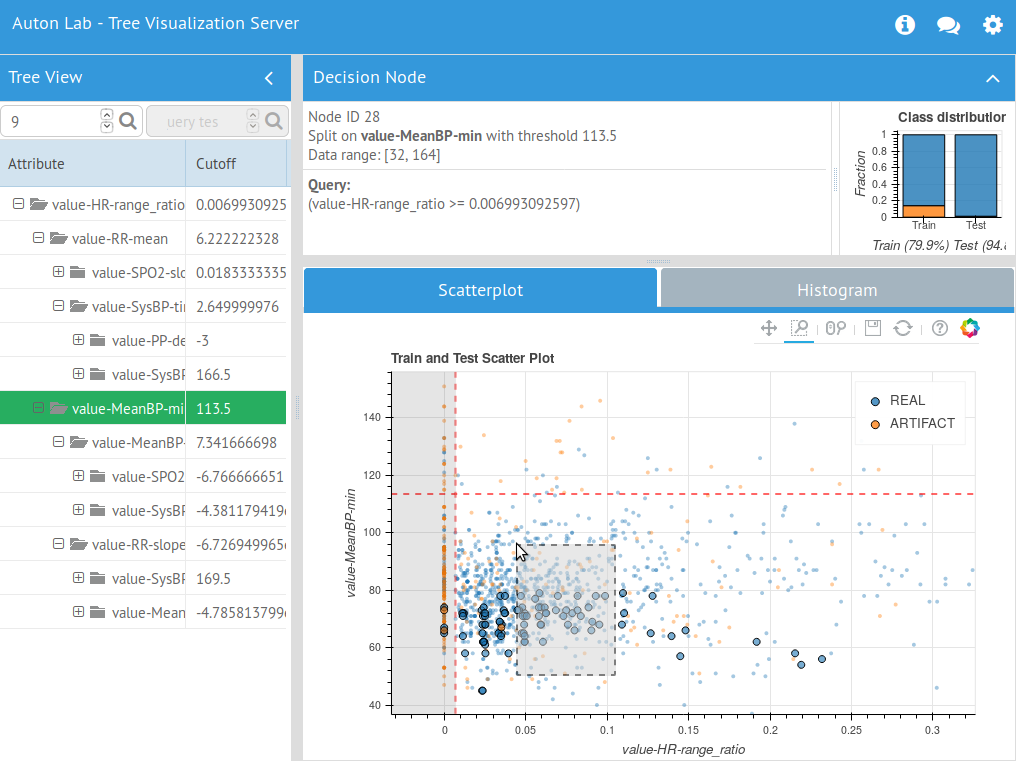 Auton Lab - Tree Visualization Server
Tree View
Decision Node
9
uery tes
Attribute Cutoff
value-HR-range_ratio 0.0069930925
value-RR-mean 6.222222328
value-SPO2-slo 0.0183333335
value-SysBP-ti 2.649999976
value-PP-de -3
value-SysBP 166.5
value-MeanBP-mi 113.5
value-MeanBP- 7.341666698
value-SPO2 -6.766666651
value-SysBP -4.381179419
value-RR-slope -6.726949965
value-SysBP 169.5
value-Mean -4.785813799
Node ID 28
Split on value-MeanBP-min with threshold 113.5
Data range: [32, 164]
Query:
(value-HR-range_ratio >= 0.006993092597)
Class distribution
Fraction
1
0.8
0.6
0.4
0.2
0
Train Test
Train (79.9%) Test (94.
Scatterplot
Histogram
Train and Test Scatter Plot
REAL
ARTIFACT
value-MeanBP-min
140
120
100
80
60
40
0 0.05 0.1 0.15 0.2 0.25 0.3
value-HR-range_ratio